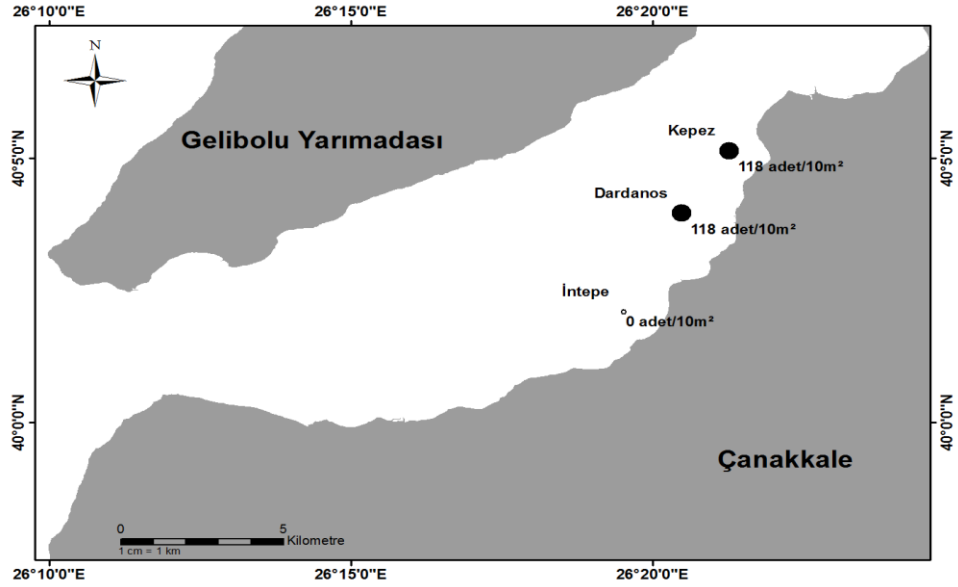 26°10'0"E 26°15'0"E 26°20'0"E
N
Gelibolu Yarımadası
Kepez
40°5'0"N
40°5'0"N
118 adet/10m²
Dardanos
118 adet/10m²
İntepe
0 adet/10m²
40°0'0"N
40°0'0"N
Çanakkale
0 5
Kilometre
1 cm = 1 km
26°10'0"E 26°15'0"E 26°20'0"E